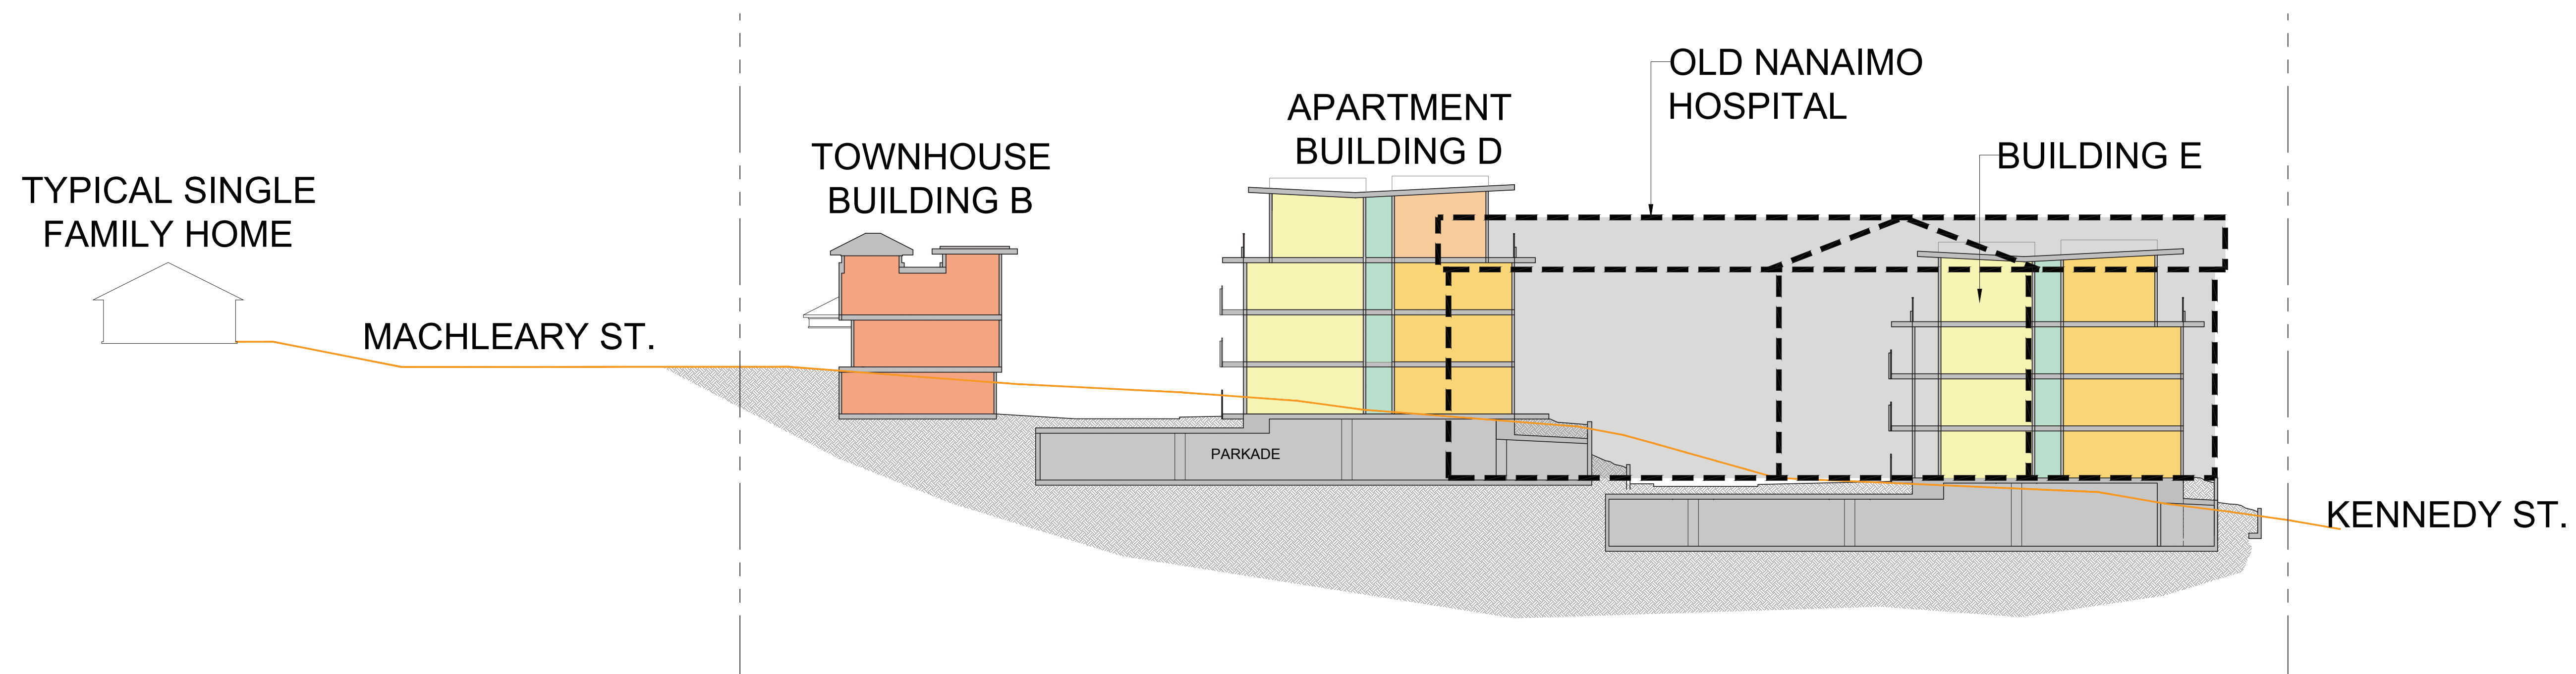 OLD NANAIMO
HOSPITAL
APARTMENT
BUILDING D
TOWNHOUSE
BUILDING B
BUILDING E
TYPICAL SINGLE
FAMILY HOME
MACHLEARY ST.
PARKADE
KENNEDY ST.